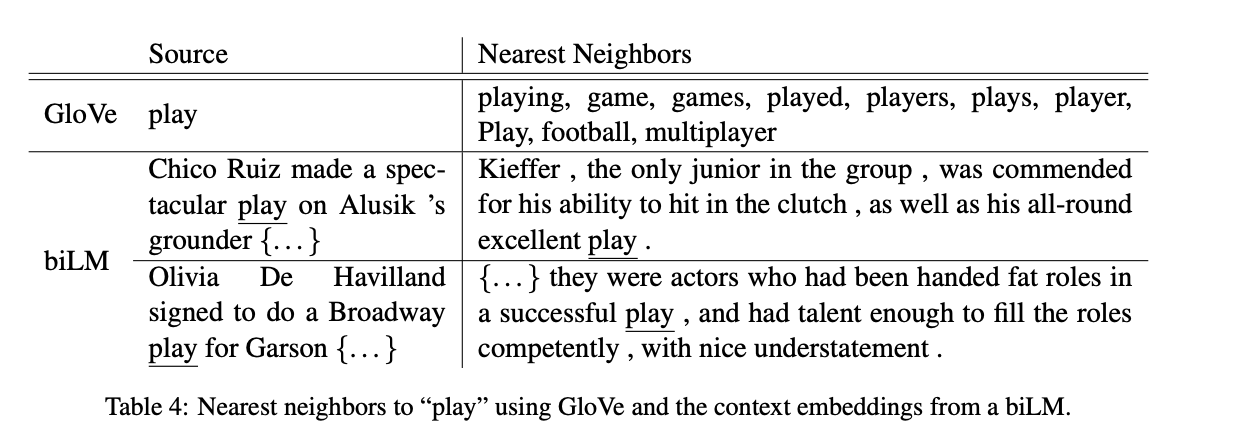 Source Nearest Neighbors
GloVe play playing, game, games, played, players, plays, player,
Play, football, multiplayer
biLM
Chico Ruiz made a spec-
tacular play on Alusik 's
grounder {...}
Kieffer , the only junior in the group , was commended
for his ability to hit in the clutch , as well as his all-round
excellent play .
Olivia De Havilland
signed to do a Broadway
play for Garson {...}
{...} they were actors who had been handed fat roles in
a successful play , and had talent enough to fill the roles
competently , with nice understatement .
Table 4: Nearest neighbors to “play” using GloVe and the context embeddings from a biLM.